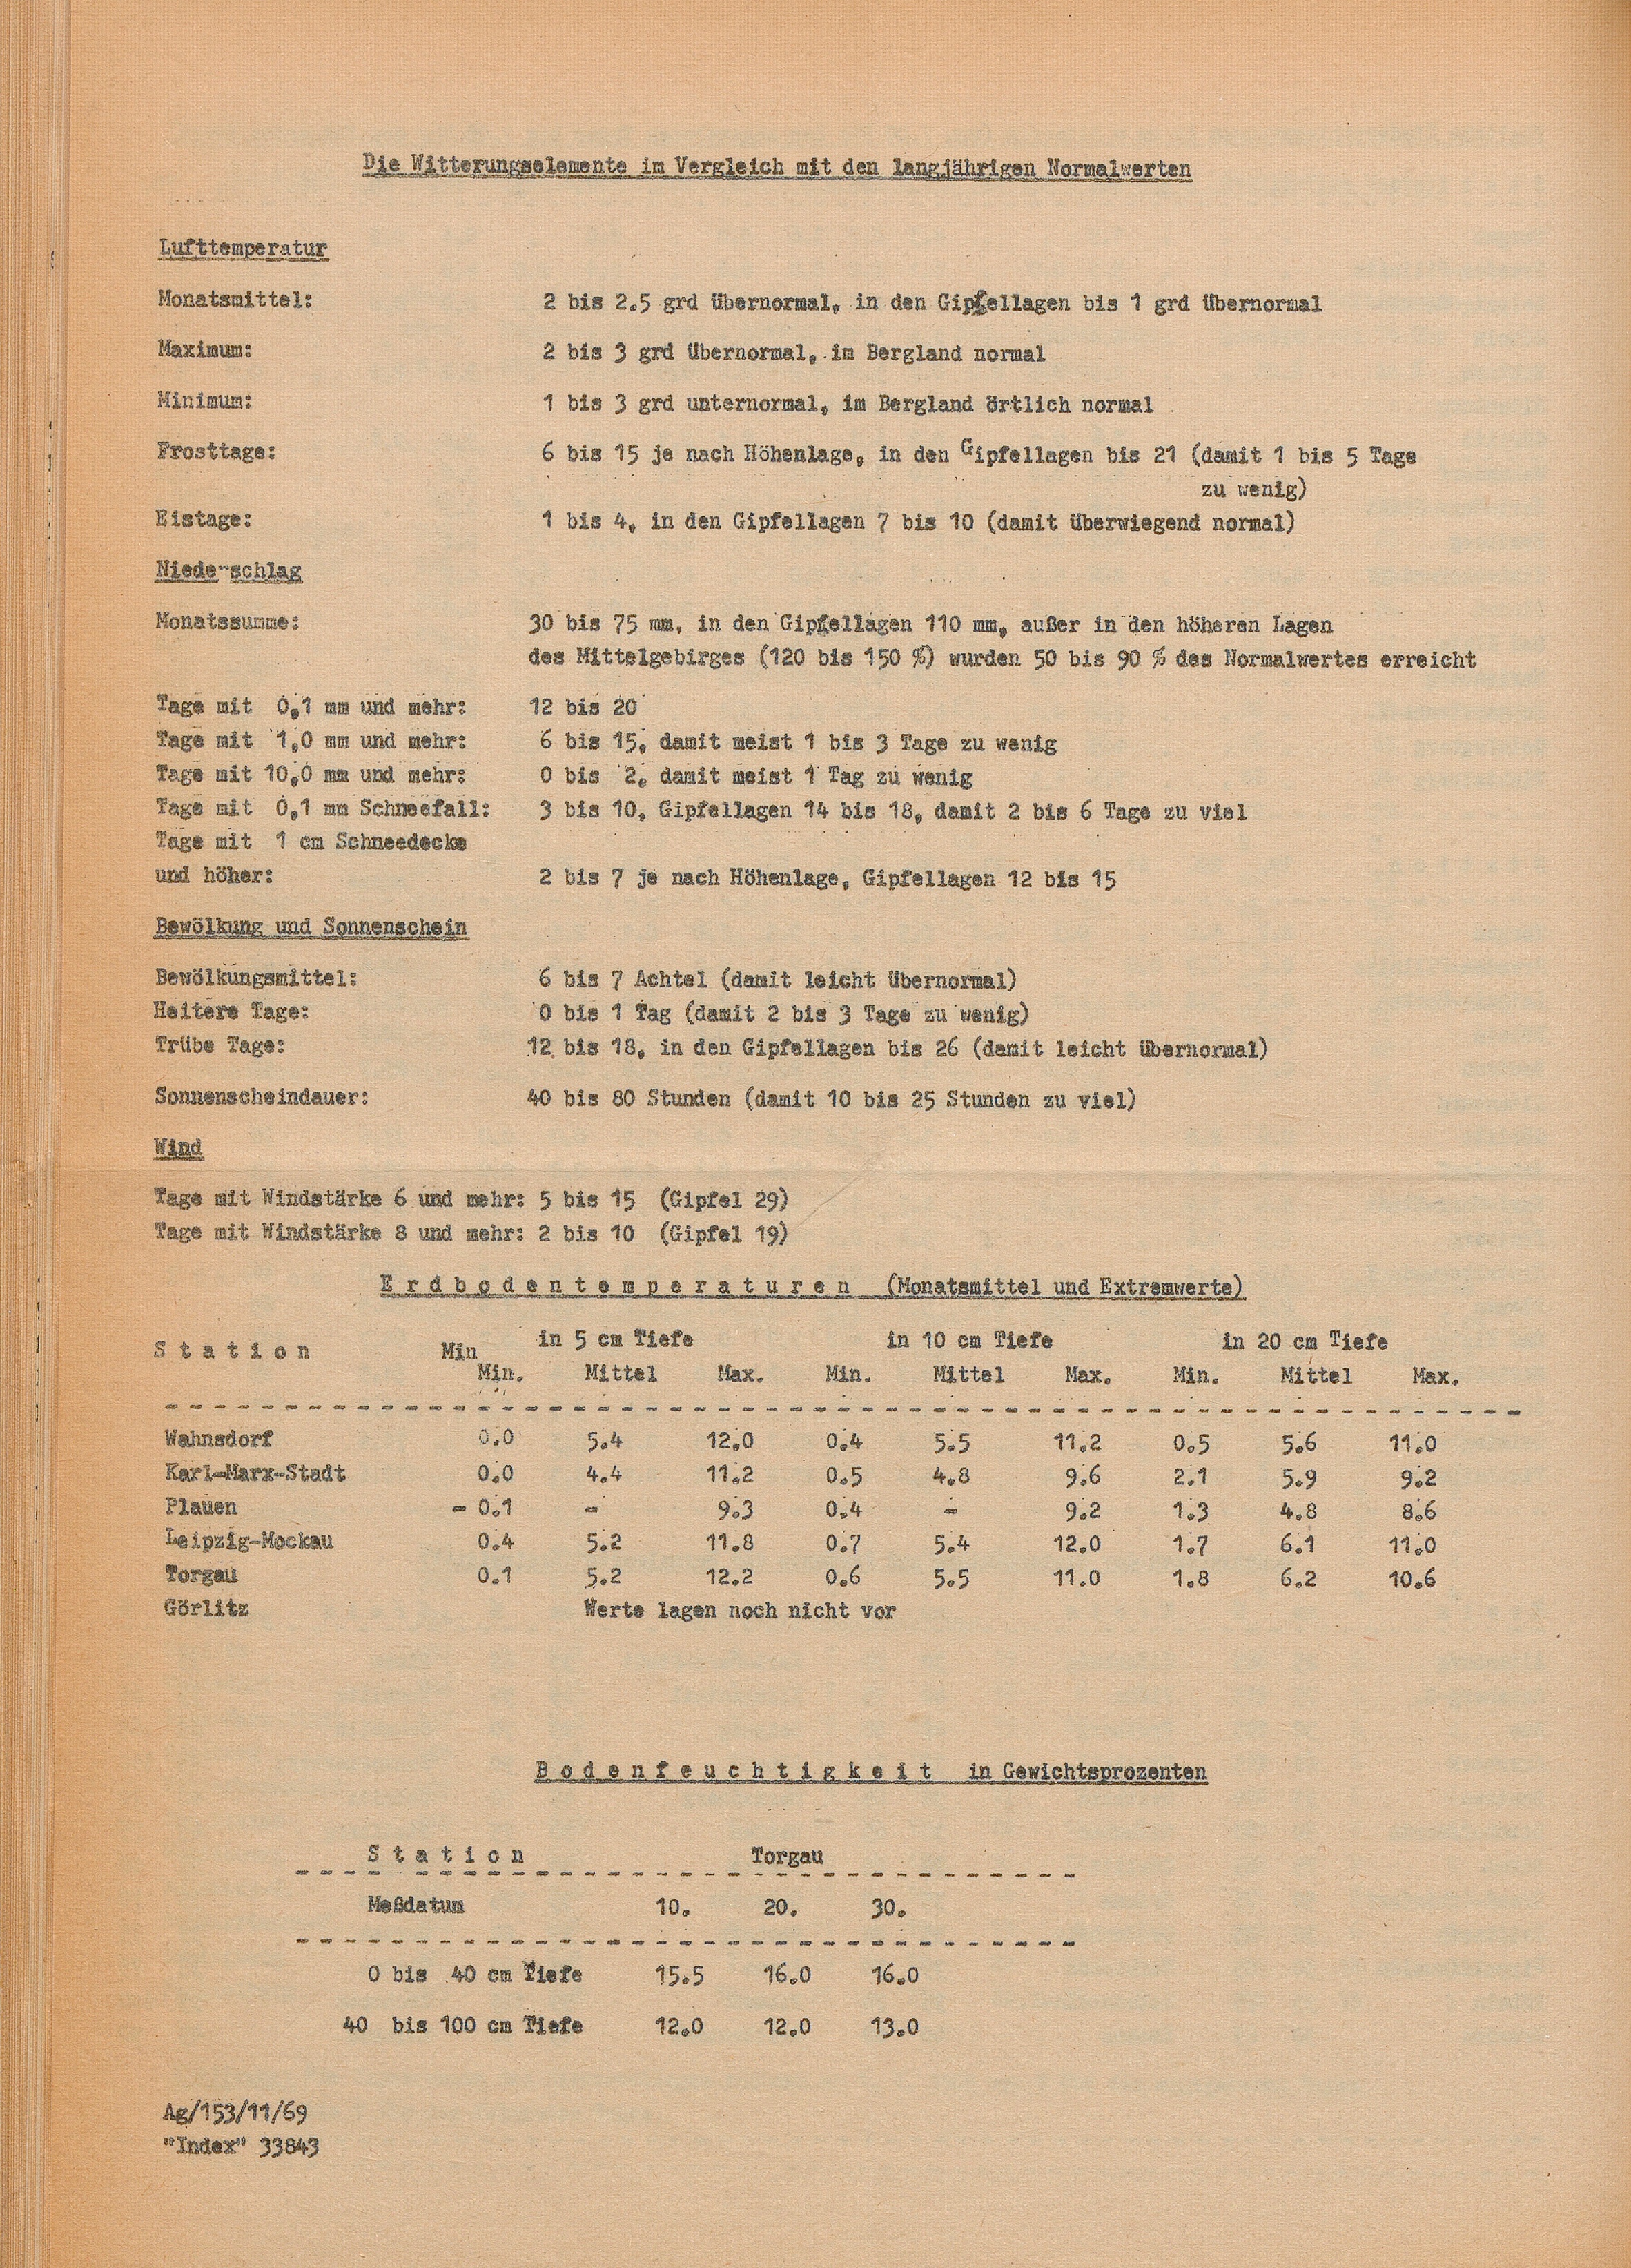 Die Witterungselemente im Vergleich mit den langjährigen Normalwerten
Lufttemperatur
Monatsmittel: 2 bis 2.5 grd übernormal, in den Gipfellagen bis 1 grd übernormal
Maximum: 2 bis 3 grd übernormal, im Bergland normal
Minimum: 1 bis 3 grd unternormal, im Bergland örtlich normal
Frosttage: 6 bis 15 je nach Höhenlage, in den Gipfellagen bis 21 (damit 1 bis 5 Tage
zu wenig)
Eistage: 1 bis 4, in den Gipfellagen 7 bis 10 (damit überwiegend normal)
Niederschlag
Monatssumme: 30 bis 75 mm, in den Gipfellagen 110 mm, außer in den höheren Lagen
des Mittelgebirges (120 bis 150 %) wurden 50 bis 90 % des Normalwertes erreicht
Tage mit 0,1 mm und mehr: 12 bis 20
Tage mit 1,0 mm und mehr: 6 bis 15, damit meist 1 bis 3 Tage zu wenig
Tage mit 10,0 mm und mehr: 0 bis 2, damit meist 1 Tag zu wenig
Tage mit 0,1 mm Schneefall: 3 bis 10, Gipfellagen 14 bis 18, damit 2 bis 6 Tage zu viel
Tage mit 1 cm Schneedecke
und höher: 2 bis 7 je nach Höhenlage, Gipfellagen 12 bis 15
Bewölkung und Sonnenschein
Bewölkungsmittel: 6 bis 7 Achtel (damit leicht übernormal)
Heitere Tage: 0 bis 1 Tag (damit 2 bis 3 Tage zu wenig)
Trübe Tage: 12 bis 18, in den Gipfellagen bis 26 (damit leicht übernormal)
Sonnenscheindauer: 40 bis 80 Stunden (damit 10 bis 25 Stunden zu viel)
Wind
Tage mit Windstärke 6 und mehr: 5 bis 15 (Gipfel 29)
Tage mit Windstärke 8 und mehr: 2 bis 10 (Gipfel 19)
E r d b o d e n t e m p e r a t u r e n (Monatsmittel und Extremwerte)
S t a t i o n Min in 5 cm Tiefe in 10 cm Tiefe in 20 cm Tiefe
Min. Mittel Max. Min. Mittel Max. Min. Mittel Max.
Wahnsdorf 0.0 5.4 12.0 0.4 5.5 11.2 0.5 5.6 11.0
Karl-Marx-Stadt 0.0 4.4 11.2 0.5 4.8 9.6 2.1 5.9 9.2
Plauen - 0.1 - 9.3 0.4 - 9.2 1.3 4.8 8.6
Leipzig-Mockau 0.4 5.2 11.8 0.7 5.4 12.0 1.7 6.1 11.0
Torgau 0.1 5.2 12.2 0.6 5.5 11.0 1.8 6.2 10.6
Görlitz Werte lagen noch nicht vor
B o d e n f e u c h t i g k e i t in Gewichtsprozenten
S t a t i o n Torgau
Meßdatum 10. 20. 30.
0 bis 40 cm Tiefe 15.5 16.0 16.0
40 bis 100 cm Tiefe 12.0 12.0 13.0
Ag/153/11/69
"Index" 33843